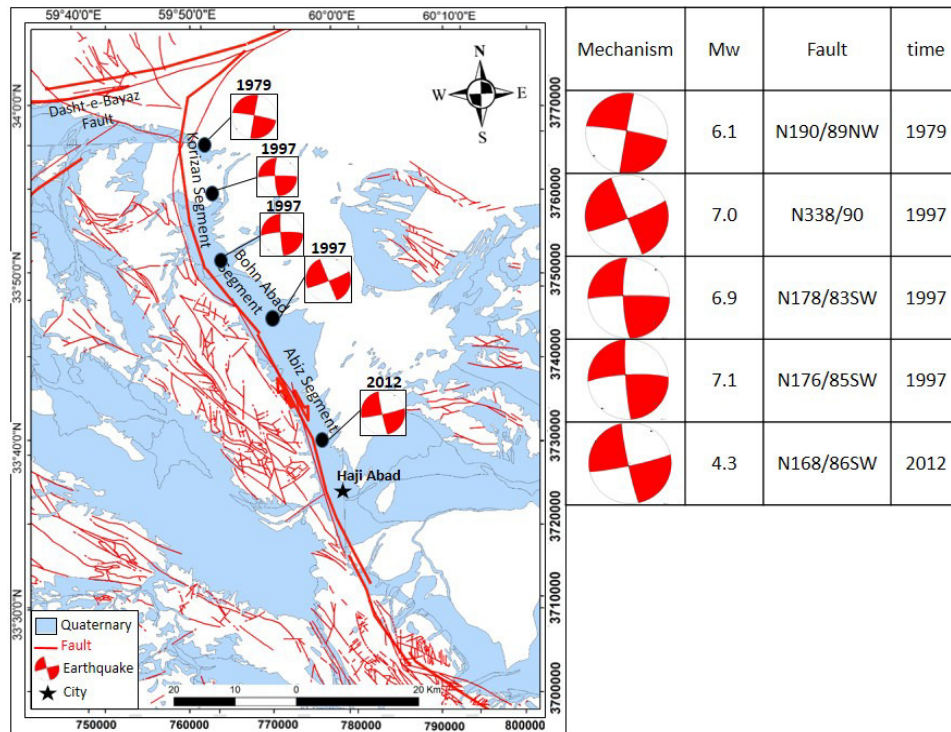 59°40'0"E
59°50'0"E
60°0'0"E
60°10'0"E
34°0'0"N
33°50'0"N
33°40'0"N
33°30'0"N
3770000
3760000
3750000
3740000
3730000
3720000
3710000
3700000
N
W
E
S
Dasht-e-Bayaz
Fault
1979
Korizan Segment
1997
1997
Bohn Abad
Segment
1997
Abiz Segment
2012
Haji Abad
Quaternary
Fault
Earthquake
City
20 10 0 20 Km
750000 760000 770000 780000 790000 800000
Mechanism Mw Fault time
6.1 N190/89NW 1979
7.0 N338/90 1997
6.9 N178/83SW 1997
7.1 N176/85SW 1997
4.3 N168/86SW 2012